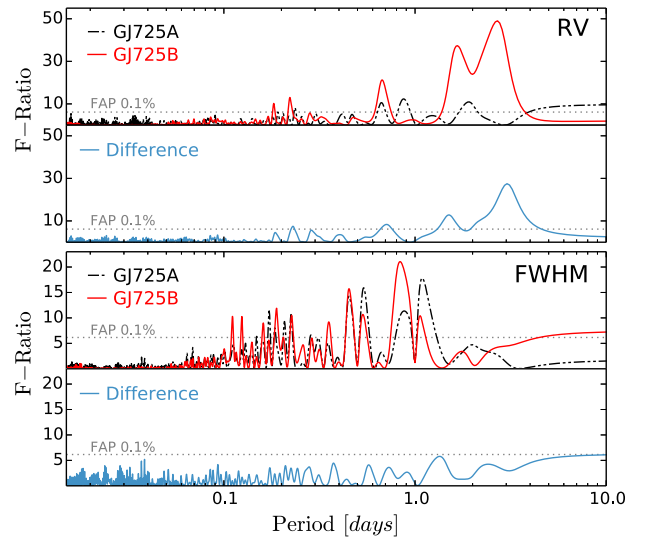 50
30
10
GJ725A
GJ725B
RV
FAP 0.1%
F−Ratio
50
30
10
Difference
FAP 0.1%
20
15
10
5
GJ725A
GJ725B
FWHM
FAP 0.1%
F−Ratio
20
15
10
5
Difference
FAP 0.1%
0.1
1.0
10.0
Period [days]